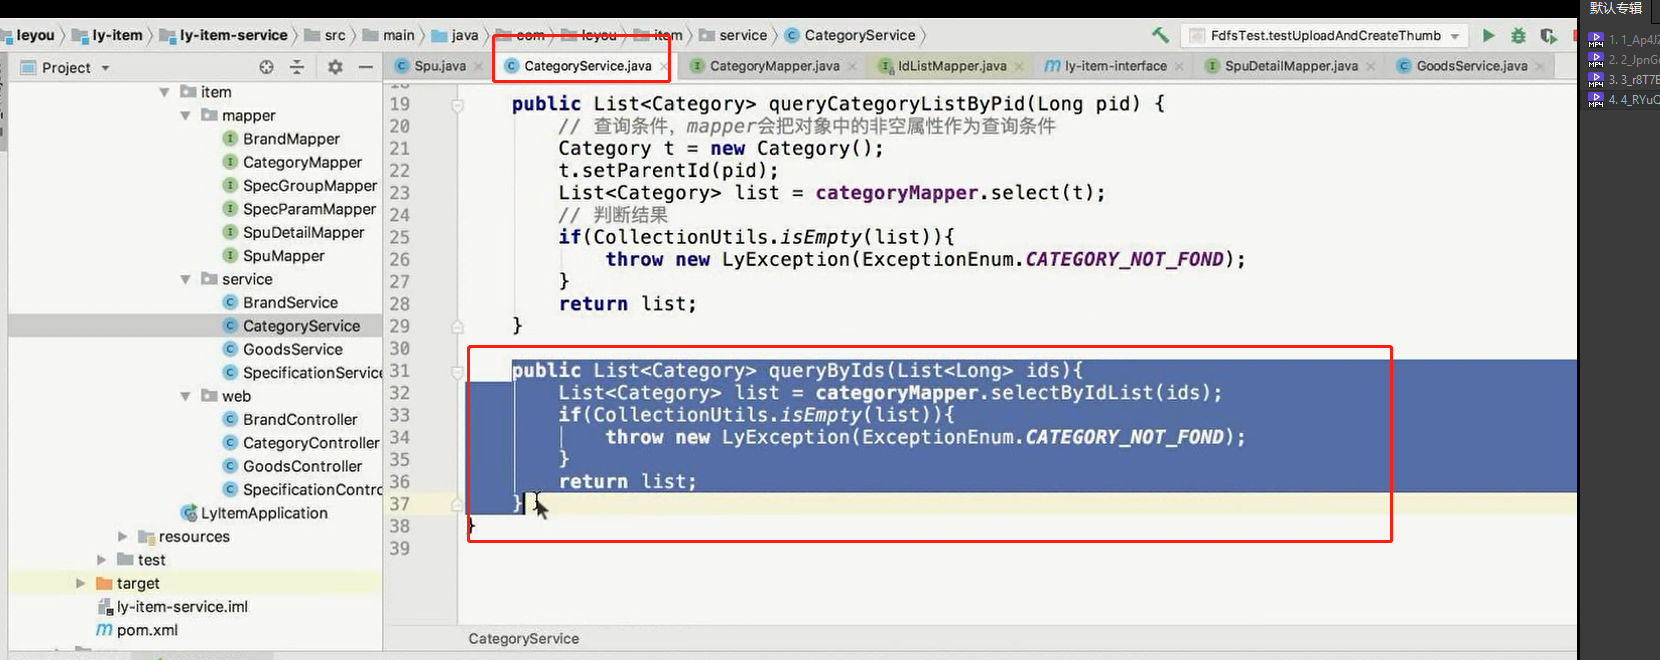 默认专辑
leyou ly-item ly-item-service src main java com leyou item service CategoryService FdfsTest.testUploadAndCreateThumb
1. 1_Ap4J
2. 2_JpnG
3. 3_r8T7E
4. 4_RYuC
Project
Spu.java CategoryService.java CategoryMapper.java IdListMapper.java ly-item-interface SpuDetailMapper.java GoodsService.java
item
mapper
BrandMapper
CategoryMapper
SpecGroupMapper
SpecParamMapper
SpuDetailMapper
SpuMapper
service
BrandService
CategoryService
GoodsService
SpecificationService
web
BrandController
CategoryController
GoodsController
SpecificationContro
LyItemApplication
resources
test
target
ly-item-service.iml
pom.xml
19 public List<Category> queryCategoryListByPid(Long pid) {
20 // 查询条件，mapper会把对象中的非空属性作为查询条件
21 Category t = new Category();
22 t.setParentId(pid);
23 List<Category> list = categoryMapper.select(t);
24 // 判断结果
25 if(CollectionUtils.isEmpty(list)){
26 throw new LyException(ExceptionEnum.CATEGORY_NOT_FOND);
27 }
28 return list;
29 }
30
31 public List<Category> queryByIds(List<Long> ids){
32 List<Category> list = categoryMapper.selectByIdList(ids);
33 if(CollectionUtils.isEmpty(list)){
34 throw new LyException(ExceptionEnum.CATEGORY_NOT_FOND);
35 }
36 return list;
37 }
38 }
39
CategoryService